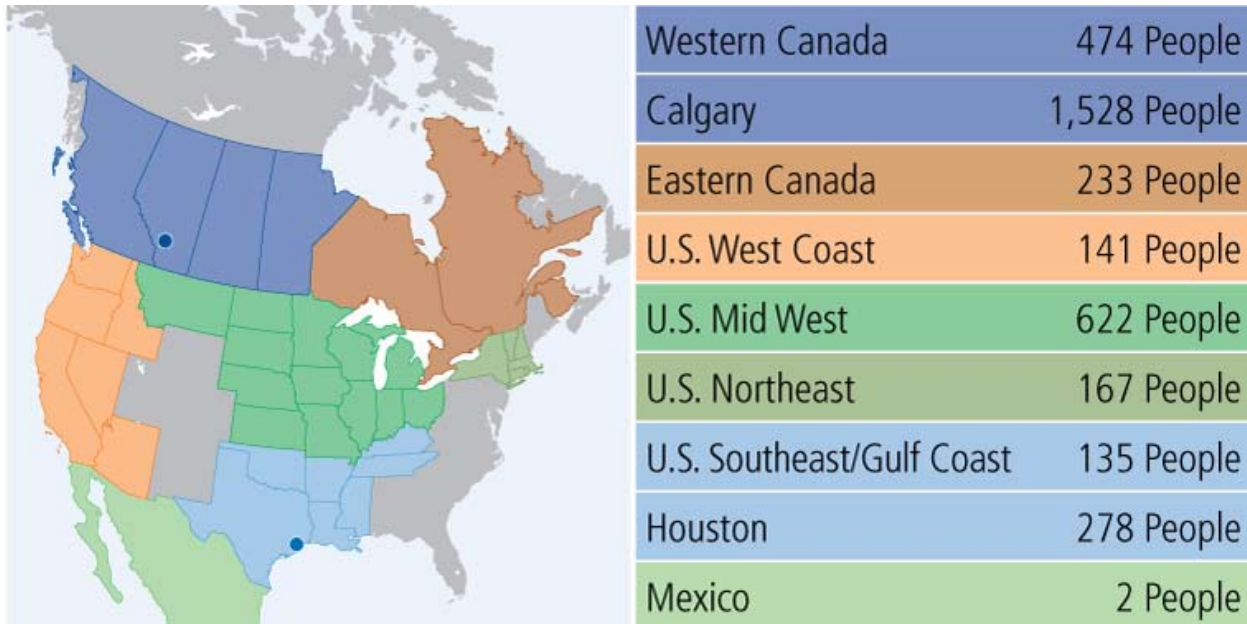 Western Canada 474 People
Calgary 1,528 People
Eastern Canada 233 People
U.S. West Coast 141 People
U.S. Mid West 622 People
U.S. Northeast 167 People
U.S. Southeast/Gulf Coast 135 People
Houston 278 People
Mexico 2 People